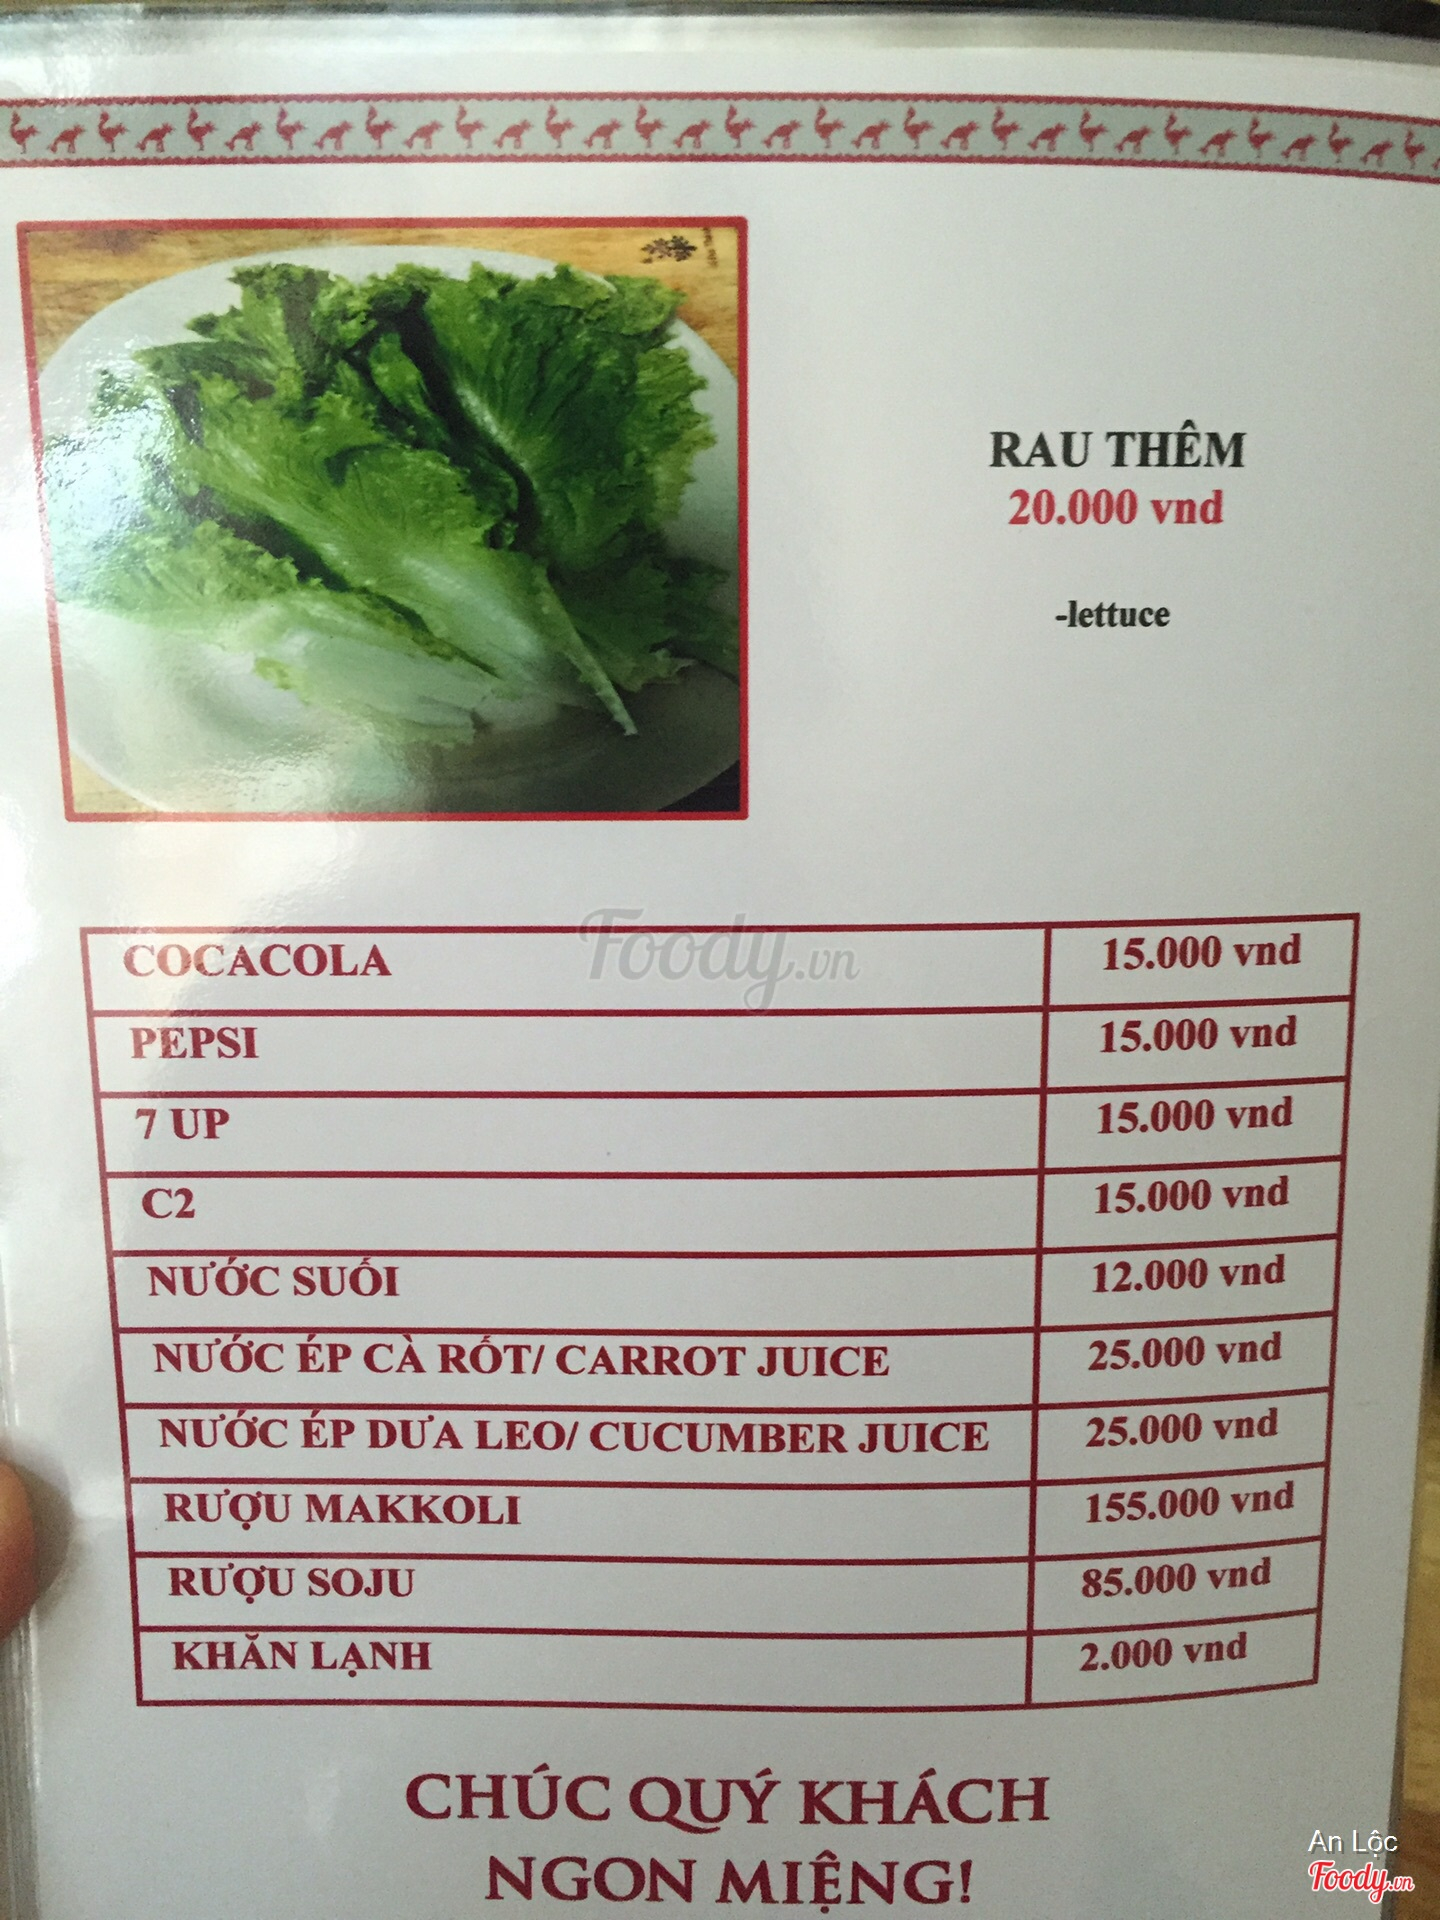 RAU THÊM
20.000 vnd
-lettuce
Foody.vn
COCACOLA 15.000 vnd
PEPSI 15.000 vnd
7 UP 15.000 vnd
C2 15.000 vnd
NƯỚC SUỐI 12.000 vnd
NƯỚC ÉP CÀ RỐT/ CARROT JUICE 25.000 vnd
NƯỚC ÉP DƯA LEO/ CUCUMBER JUICE 25.000 vnd
RƯỢU MAKKOLI 155.000 vnd
RƯỢU SOJU 85.000 vnd
KHĂN LẠNH 2.000 vnd
CHÚC QUÝ KHÁCH
NGON MIỆNG!
An Lộc
Foody.vn